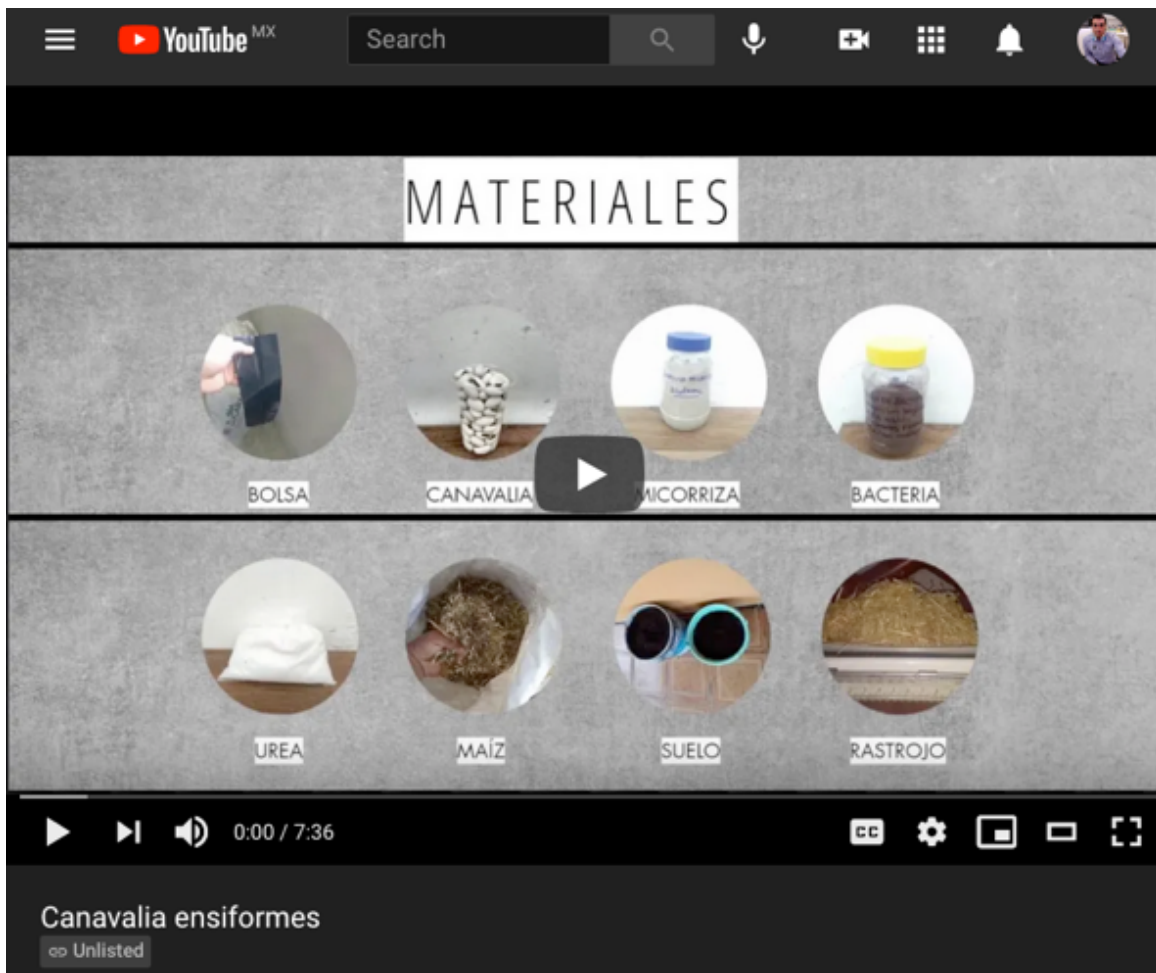 YouTube MX
Search
MATERIALES
BOLSA CANAVALIA MICORRIZA BACTERIA
UREA MAÍZ SUELO RASTROJO
0:00 / 7:36
CC
Canavalia ensiformes
Unlisted